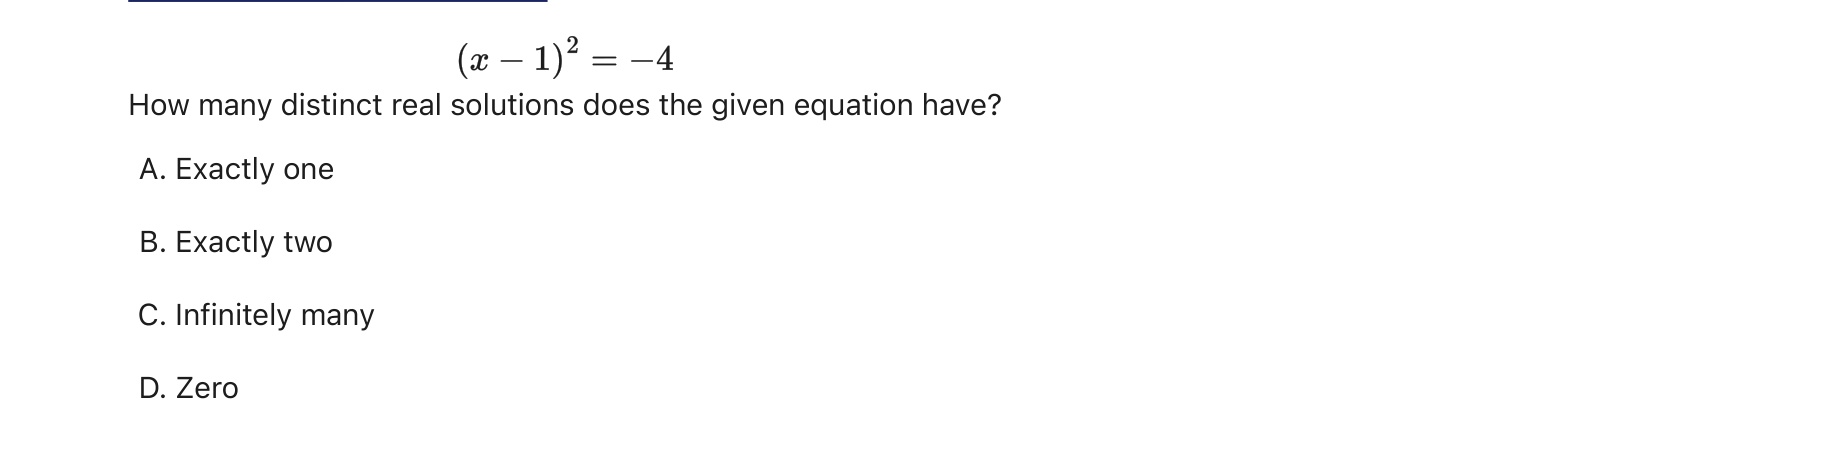 (x − 1)² = −4
How many distinct real solutions does the given equation have?
A. Exactly one
B. Exactly two
C. Infinitely many
D. Zero